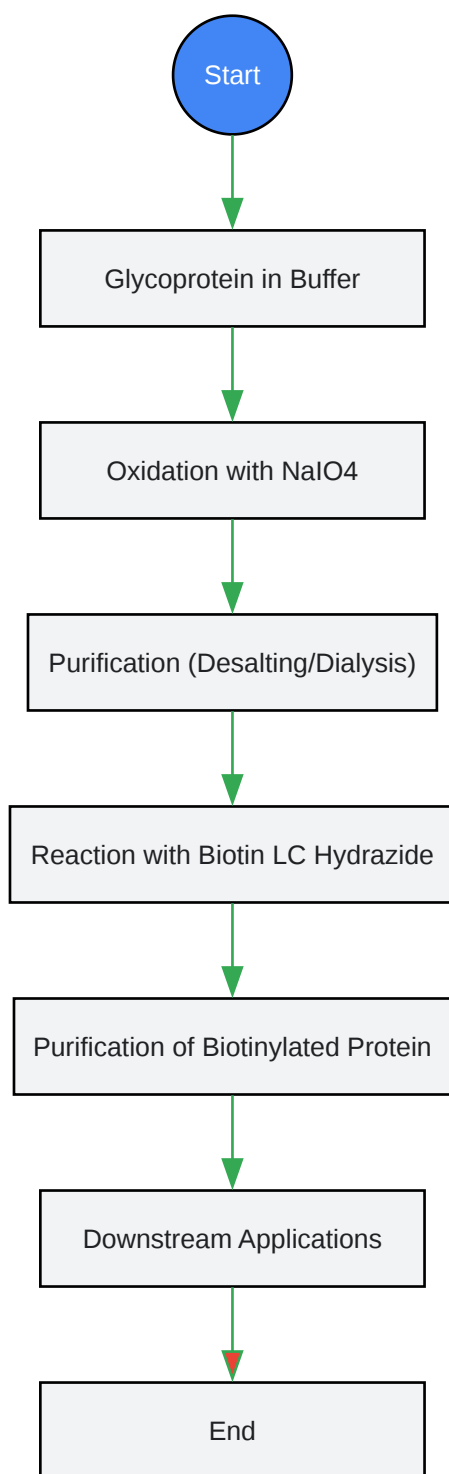 Start
Glycoprotein in Buffer
Oxidation with NaIO4
Purification (Desalting/Dialysis)
Reaction with Biotin LC Hydrazide
Purification of Biotinylated Protein
Downstream Applications
End